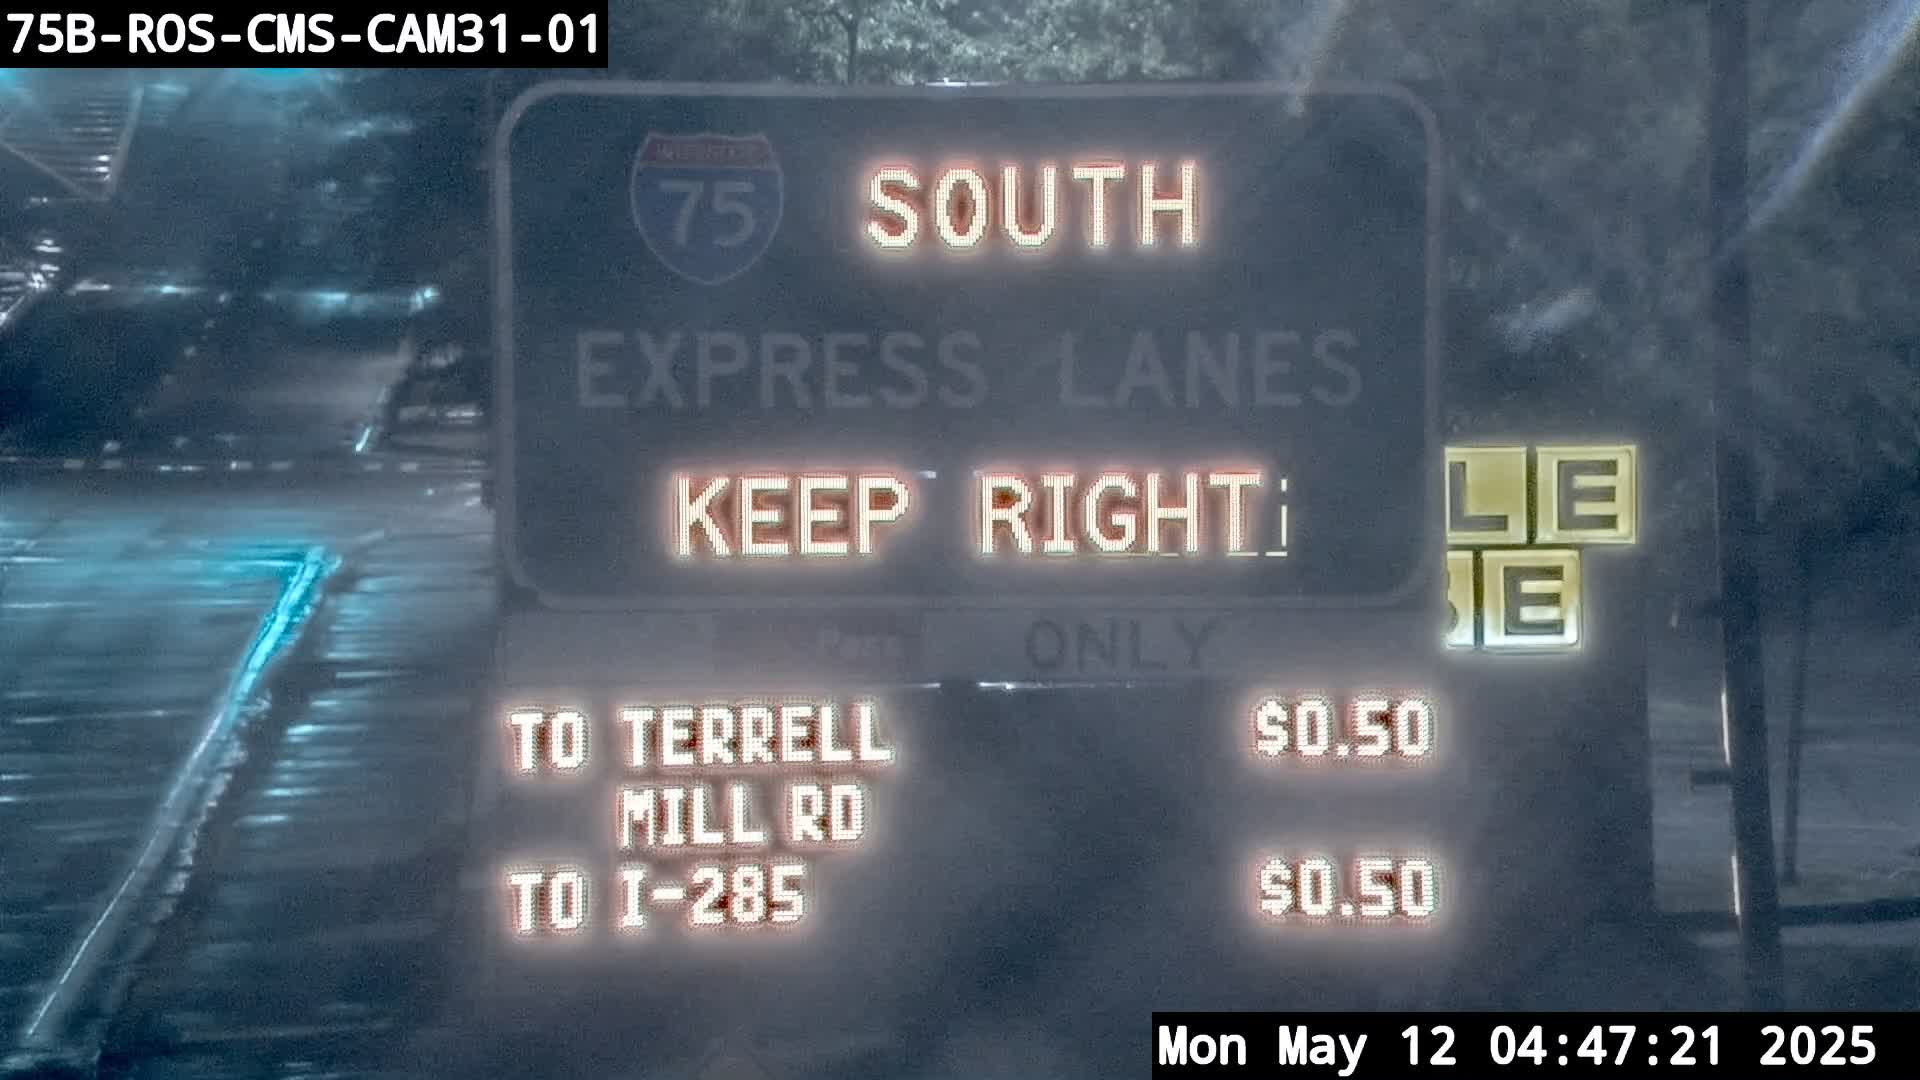 75B-ROS-CMS-CAM31-01
INTERSTATE
75
SOUTH
EXPRESS LANES
KEEP RIGHT
ONLY
LE
E
TO TERRELL $0.50
MILL RD
TO I-285 $0.50
Mon May 12 04:47:21 2025